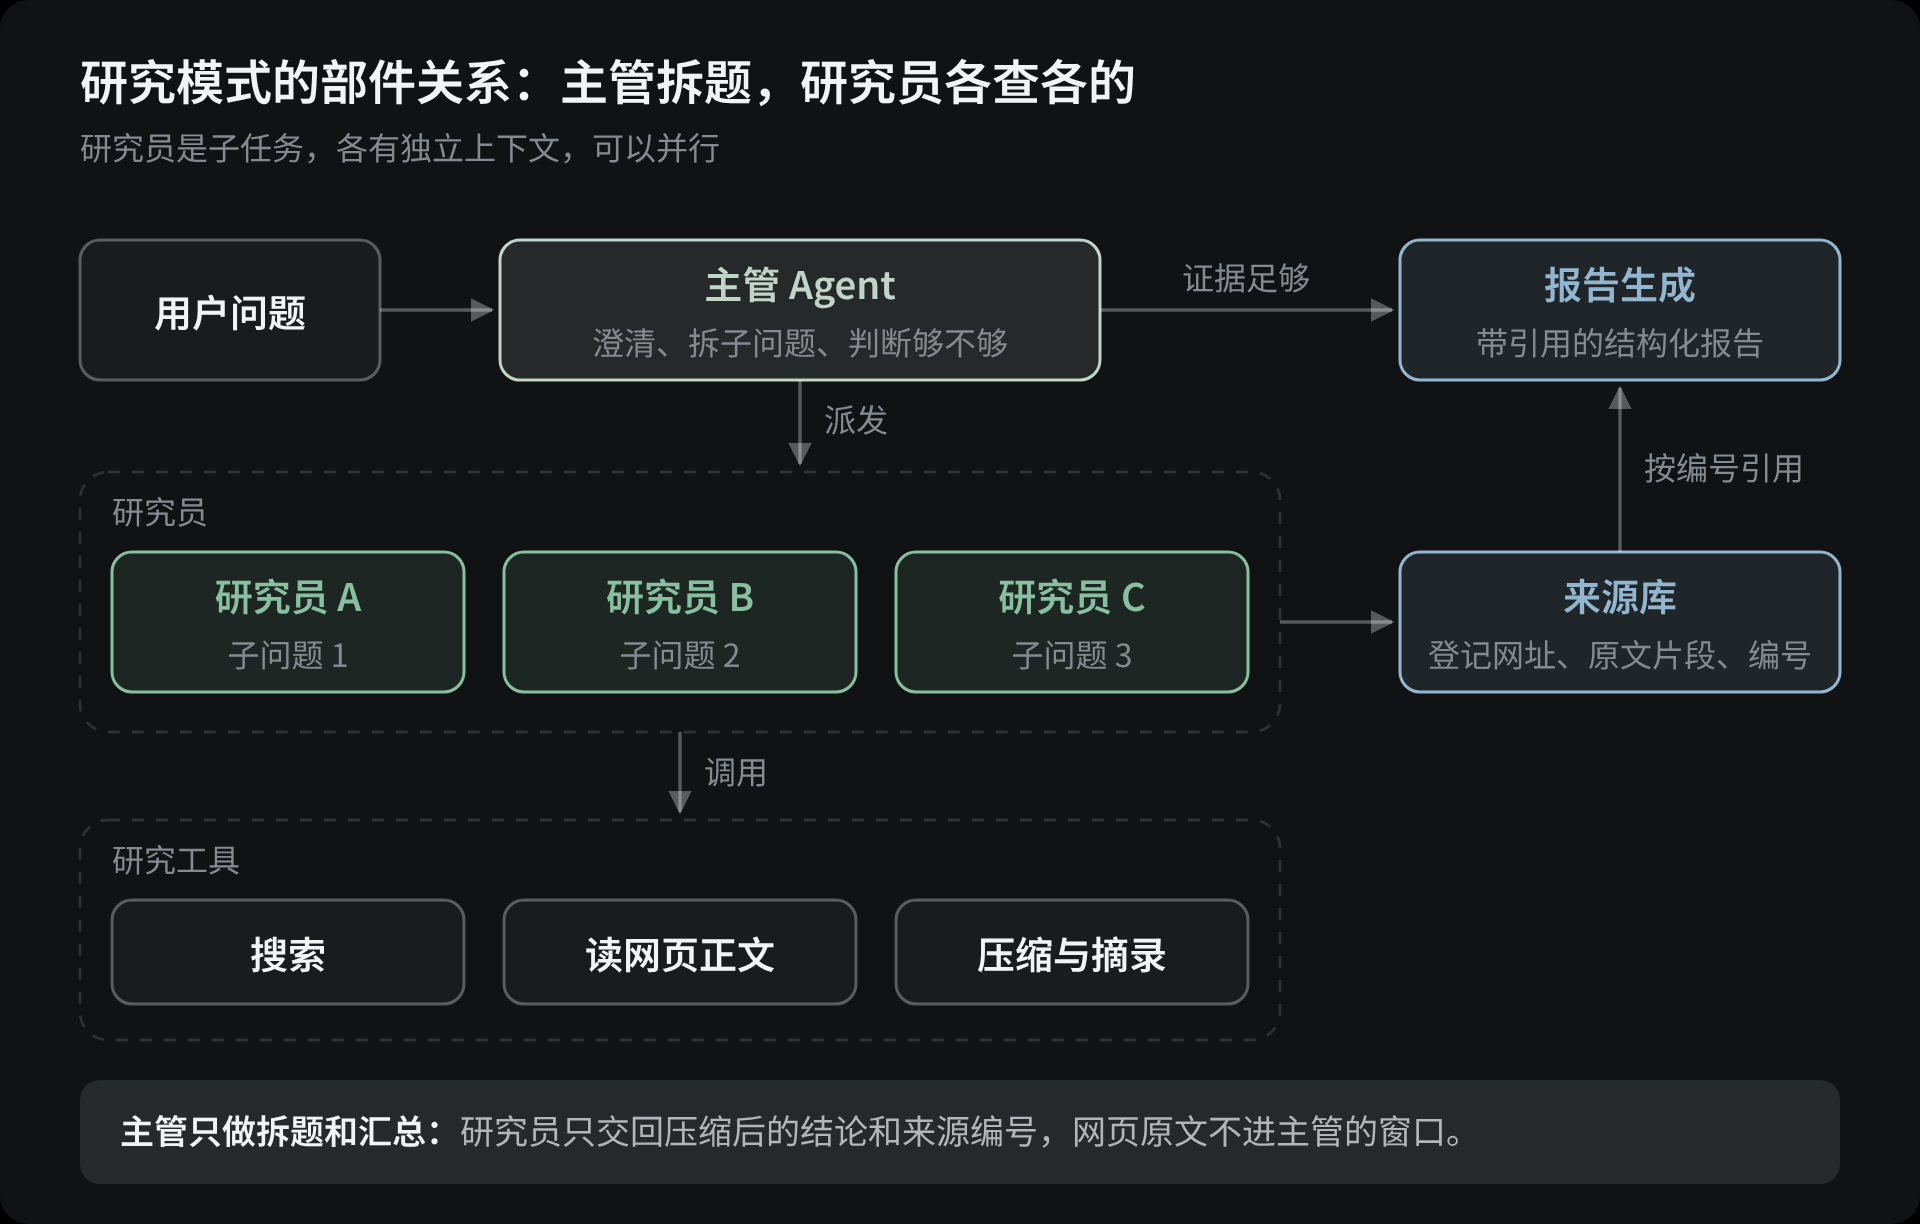 研究模式的部件关系：主管拆题，研究员各查各的
研究员是子任务，各有独立上下文，可以并行
用户问题
主管 Agent
澄清、拆子问题、判断够不够
证据足够
报告生成
带引用的结构化报告
派发
按编号引用
研究员
研究员 A
子问题 1
研究员 B
子问题 2
研究员 C
子问题 3
来源库
登记网址、原文片段、编号
调用
研究工具
搜索
读网页正文
压缩与摘录
主管只做拆题和汇总：研究员只交回压缩后的结论和来源编号，网页原文不进主管的窗口。